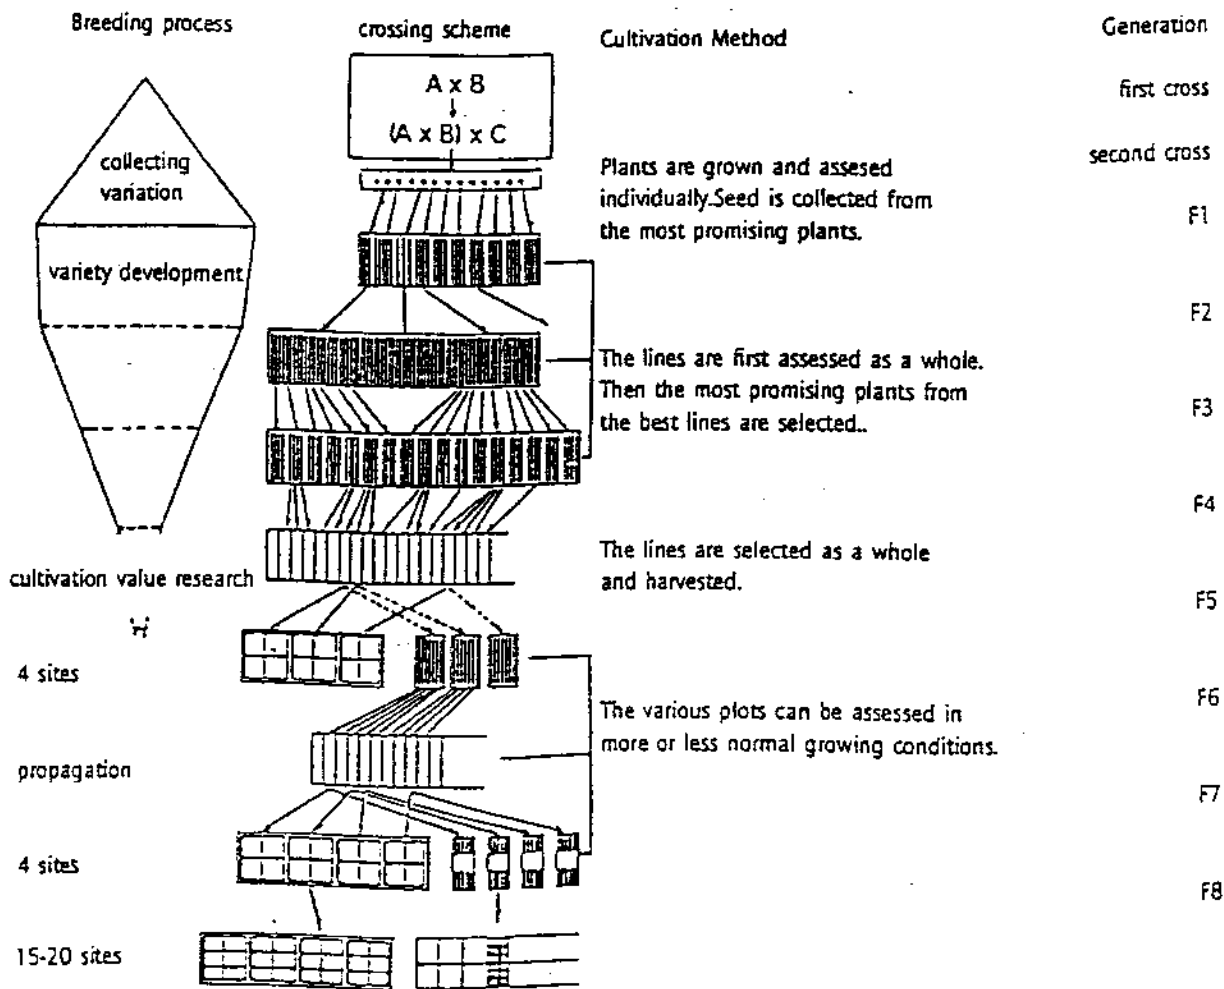 Breeding process
crossing scheme
Cultivation Method
Generation
A x B
(A x B) x C
first cross
second cross
collecting
variation
Plants are grown and assesed
individually.Seed is collected from
the most promising plants.
F1
variety development
F2
The lines are first assessed as a whole.
Then the most promising plants from
the best lines are selected..
F3
F4
The lines are selected as a whole
and harvested.
cultivation value research
F5
4 sites
F6
The various plots can be assessed in
more or less normal growing conditions.
propagation
F7
4 sites
F8
15-20 sites